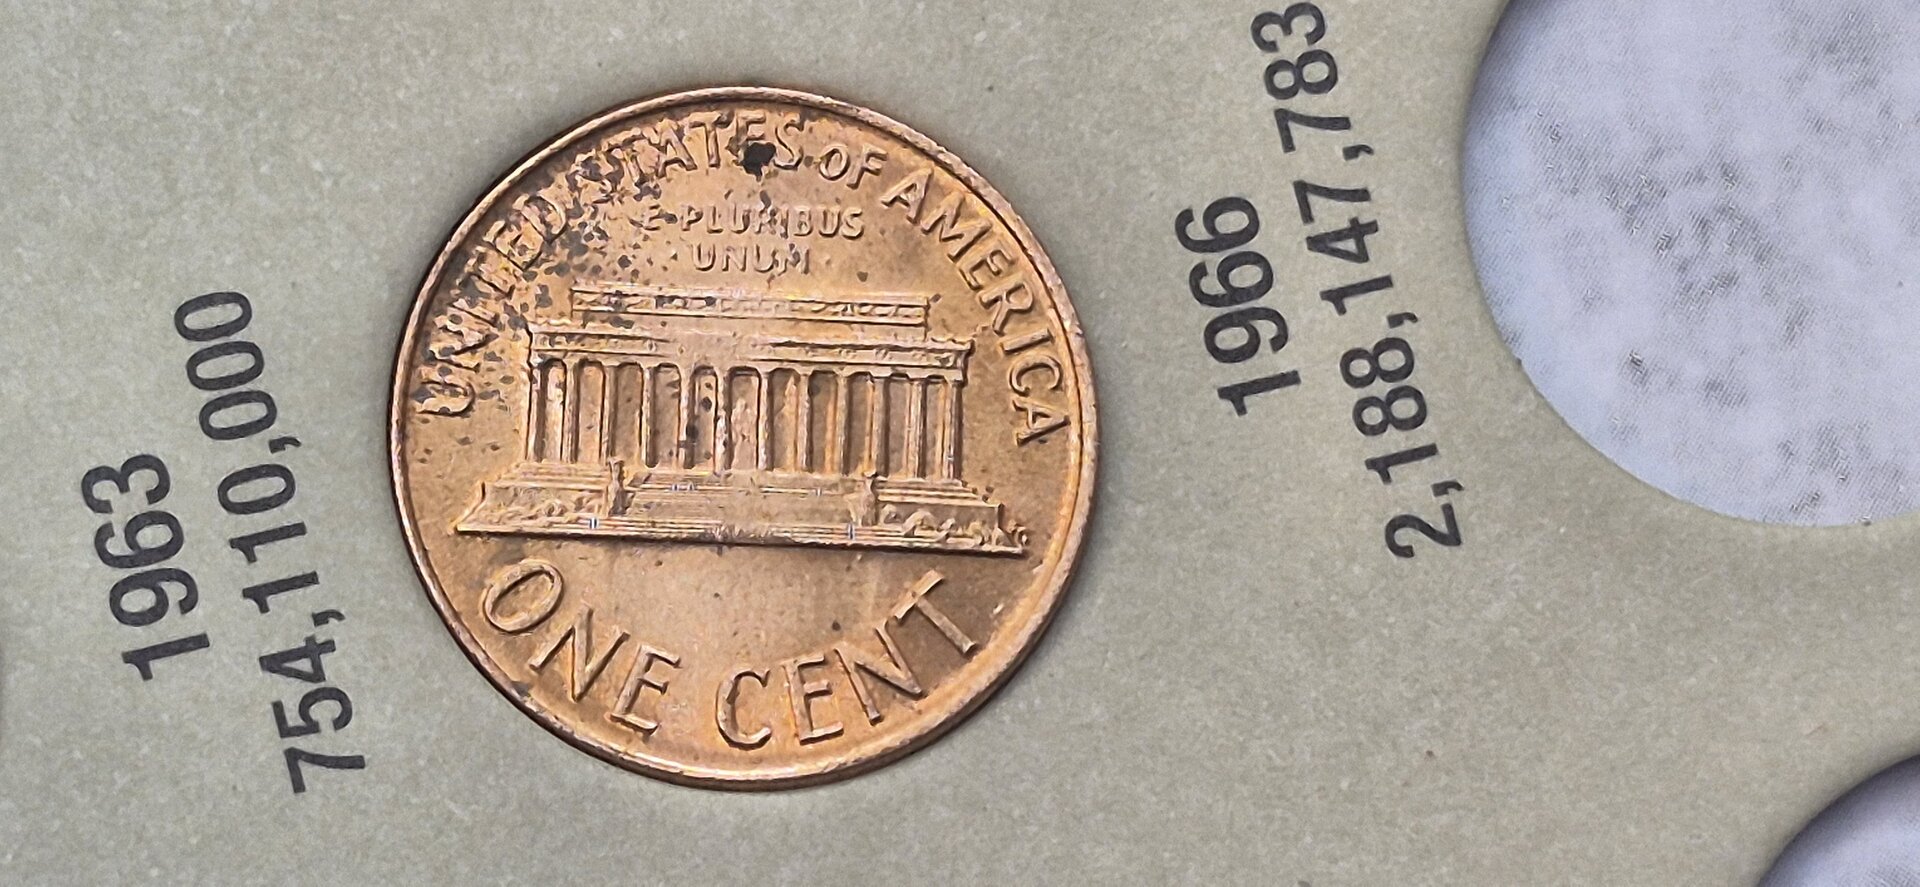 1963
754,110,000
UNITED STATES OF AMERICA
E PLURIBUS
UNUM
ONE CENT
1966
2,188,147,783